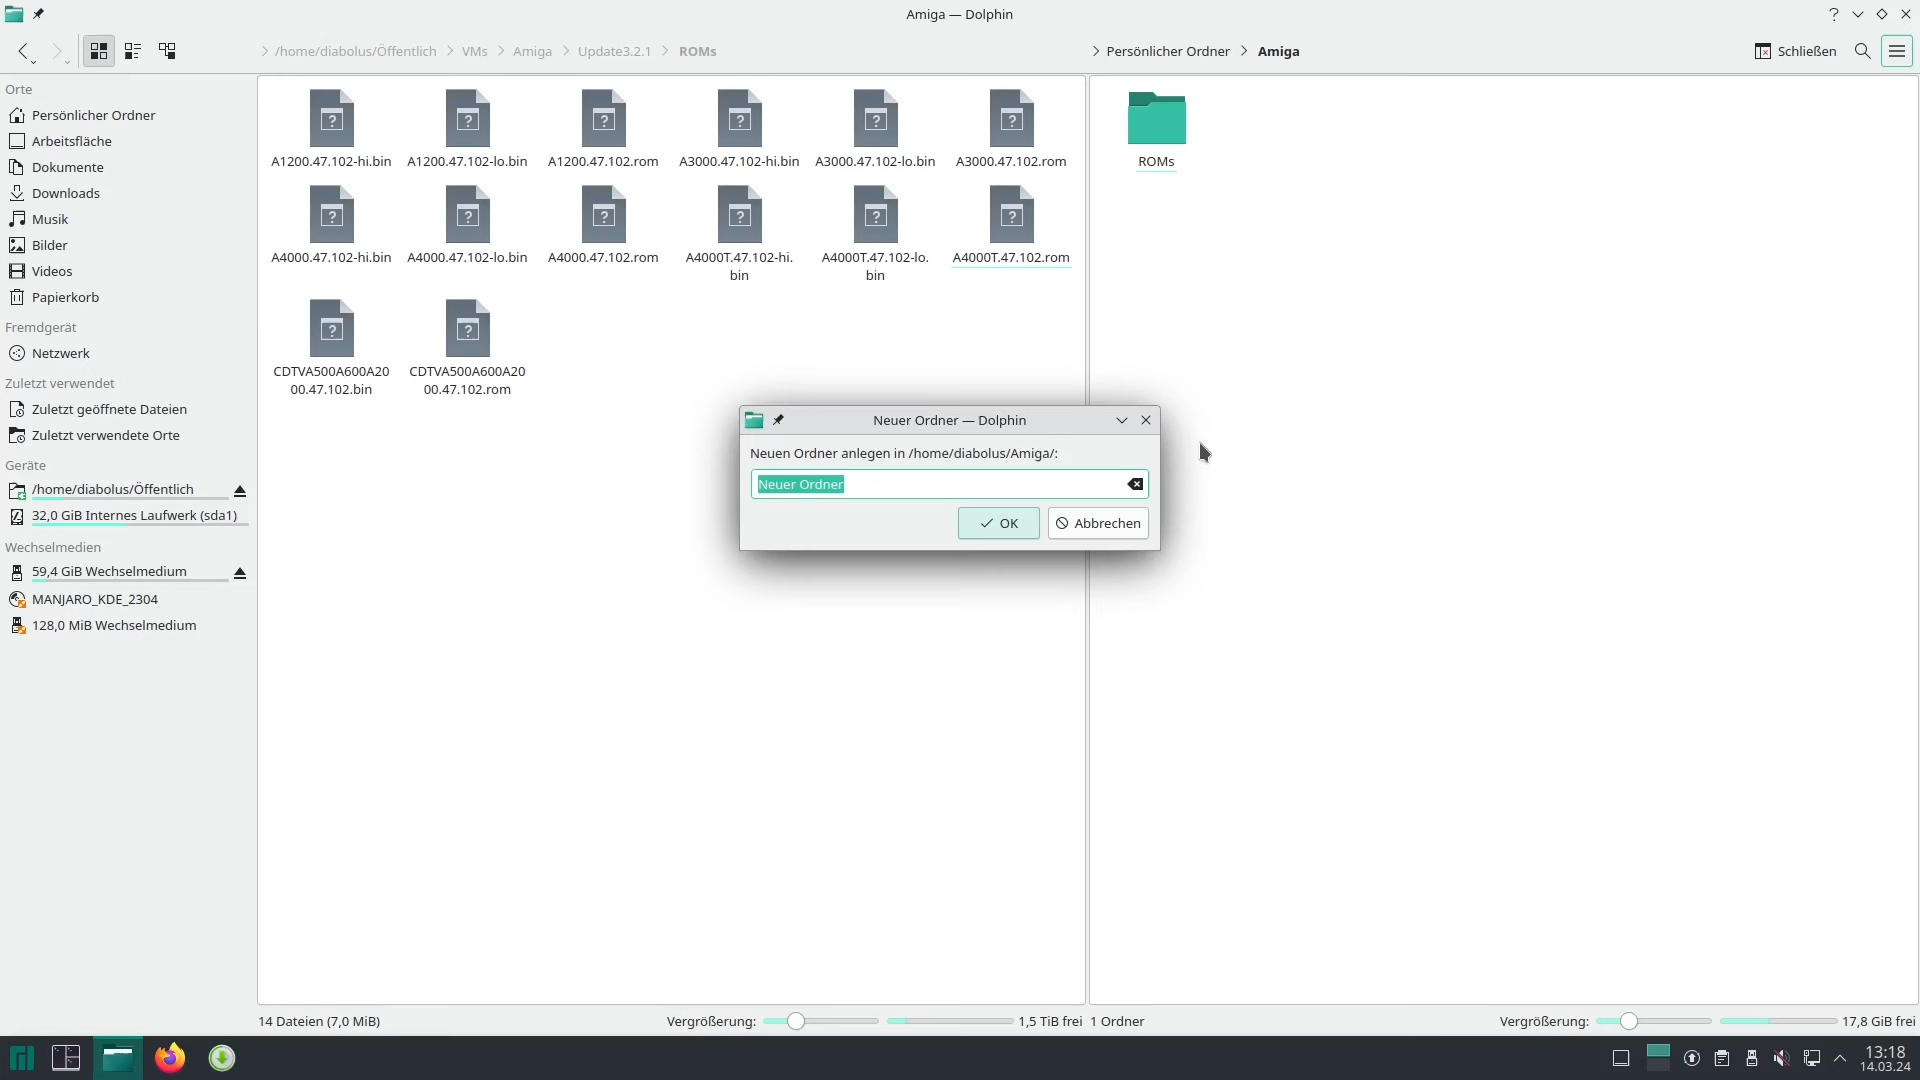 Amiga — Dolphin
/home/diabolus/Öffentlich
VMs
Amiga
Update3.2.1
ROMs
Persönlicher Ordner
Amiga
Schließen
Orte
Persönlicher Ordner
Arbeitsfläche
Dokumente
Downloads
Musik
Bilder
Videos
Papierkorb
Fremdgerät
Netzwerk
Zuletzt verwendet
Zuletzt geöffnete Dateien
Zuletzt verwendete Orte
Geräte
/home/diabolus/Öffentlich
32,0 GiB Internes Laufwerk (sda1)
Wechselmedien
59,4 GiB Wechselmedium
MANJARO_KDE_2304
128,0 MiB Wechselmedium
A1200.47.102-hi.bin
A1200.47.102-lo.bin
A1200.47.102.rom
A3000.47.102-hi.bin
A3000.47.102-lo.bin
A3000.47.102.rom
A4000.47.102-hi.bin
A4000.47.102-lo.bin
A4000.47.102.rom
A4000T.47.102-hi.
bin
A4000T.47.102-lo.
bin
A4000T.47.102.rom
CDTVA500A600A20
00.47.102.bin
CDTVA500A600A20
00.47.102.rom
ROMs
Neuer Ordner — Dolphin
Neuen Ordner anlegen in /home/diabolus/Amiga/:
Neuer Ordner
OK
Abbrechen
14 Dateien (7,0 MiB)
Vergrößerung:
1,5 TiB frei
1 Ordner
Vergrößerung:
17,8 GiB frei
13:18
14.03.24